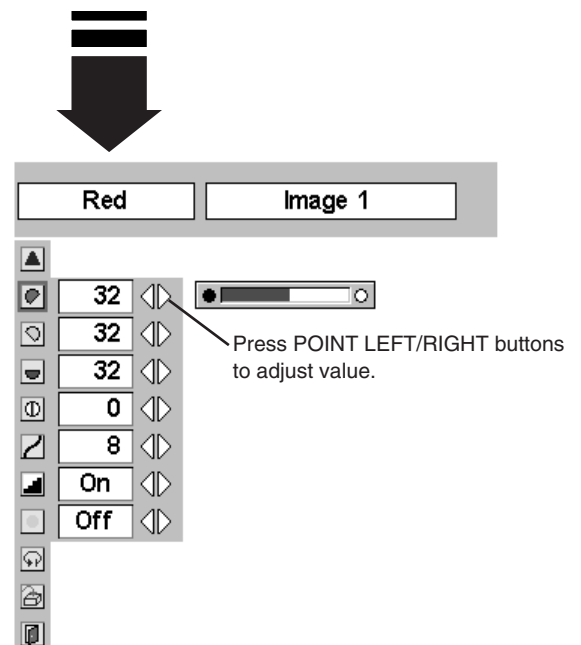 Red Image 1
32
Press POINT LEFT/RIGHT buttons
32
to adjust value.
32
0
8
On
Off